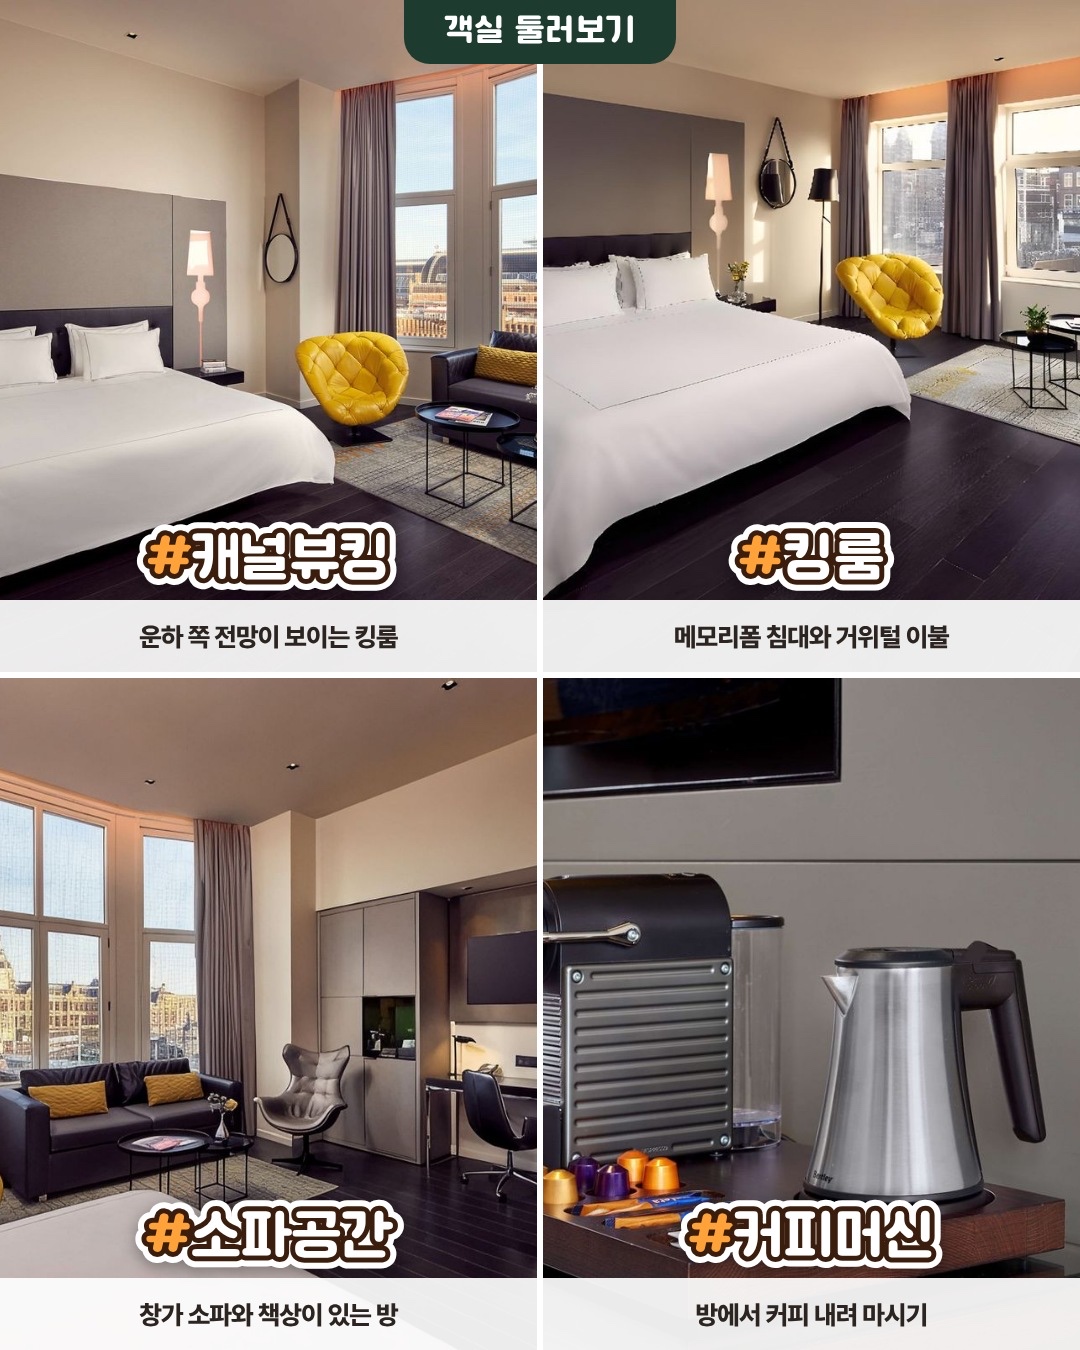 객실 둘러보기
#캐널뷰킹
#킹룸
운하 쪽 전망이 보이는 킹룸
메모리폼 침대와 거위털 이불
#소파공간
#커피머신
창가 소파와 책상이 있는 방
방에서 커피 내려 마시기